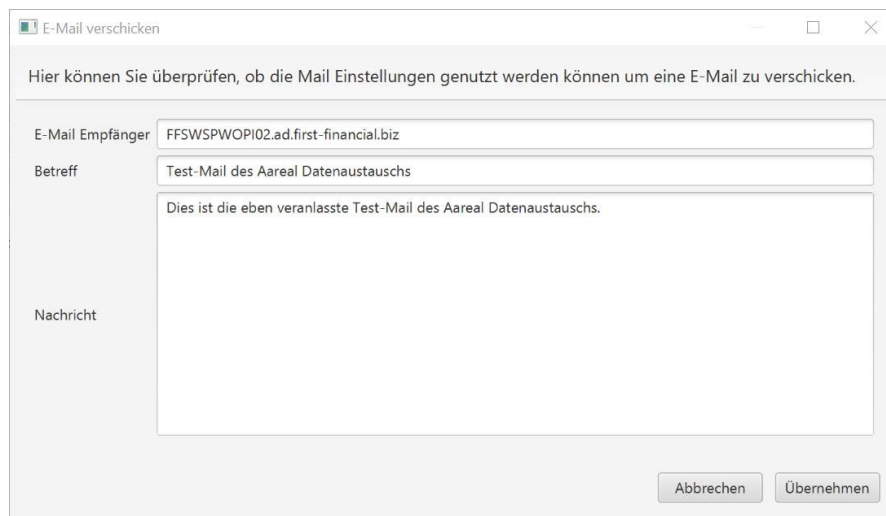 E-Mail verschicken
Hier können Sie überprüfen, ob die Mail Einstellungen genutzt werden können um eine E-Mail zu verschicken.
E-Mail Empfänger FFSWSPWOPI02.ad.first-financial.biz
Betreff Test-Mail des Aareal Datenaustauschs
Dies ist die eben veranlasste Test-Mail des Aareal Datenaustauschs.
Nachricht
Abbrechen Übernehmen